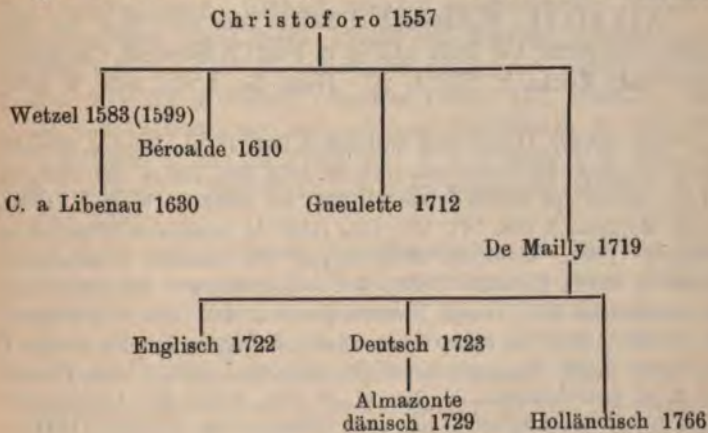 Christoforo 1557
Wetzel 1583 (1599)
Béroalde 1610
C. a Libenau 1630
Gueulette 1712
De Mailly 1719
Englisch 1722
Deutsch 1723
Almazonte
dänisch 1729
Holländisch 1766